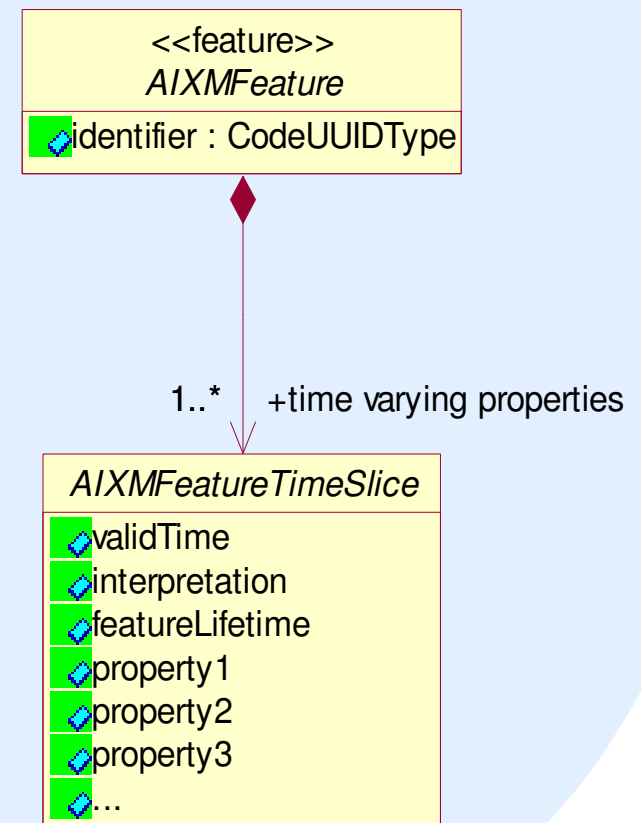 <<feature>>
AIXMFeature
identifier : CodeUUIDType
1..* +time varying properties
AIXMFeatureTimeSlice
validTime
interpretation
featureLifetime
property1
property2
property3
...